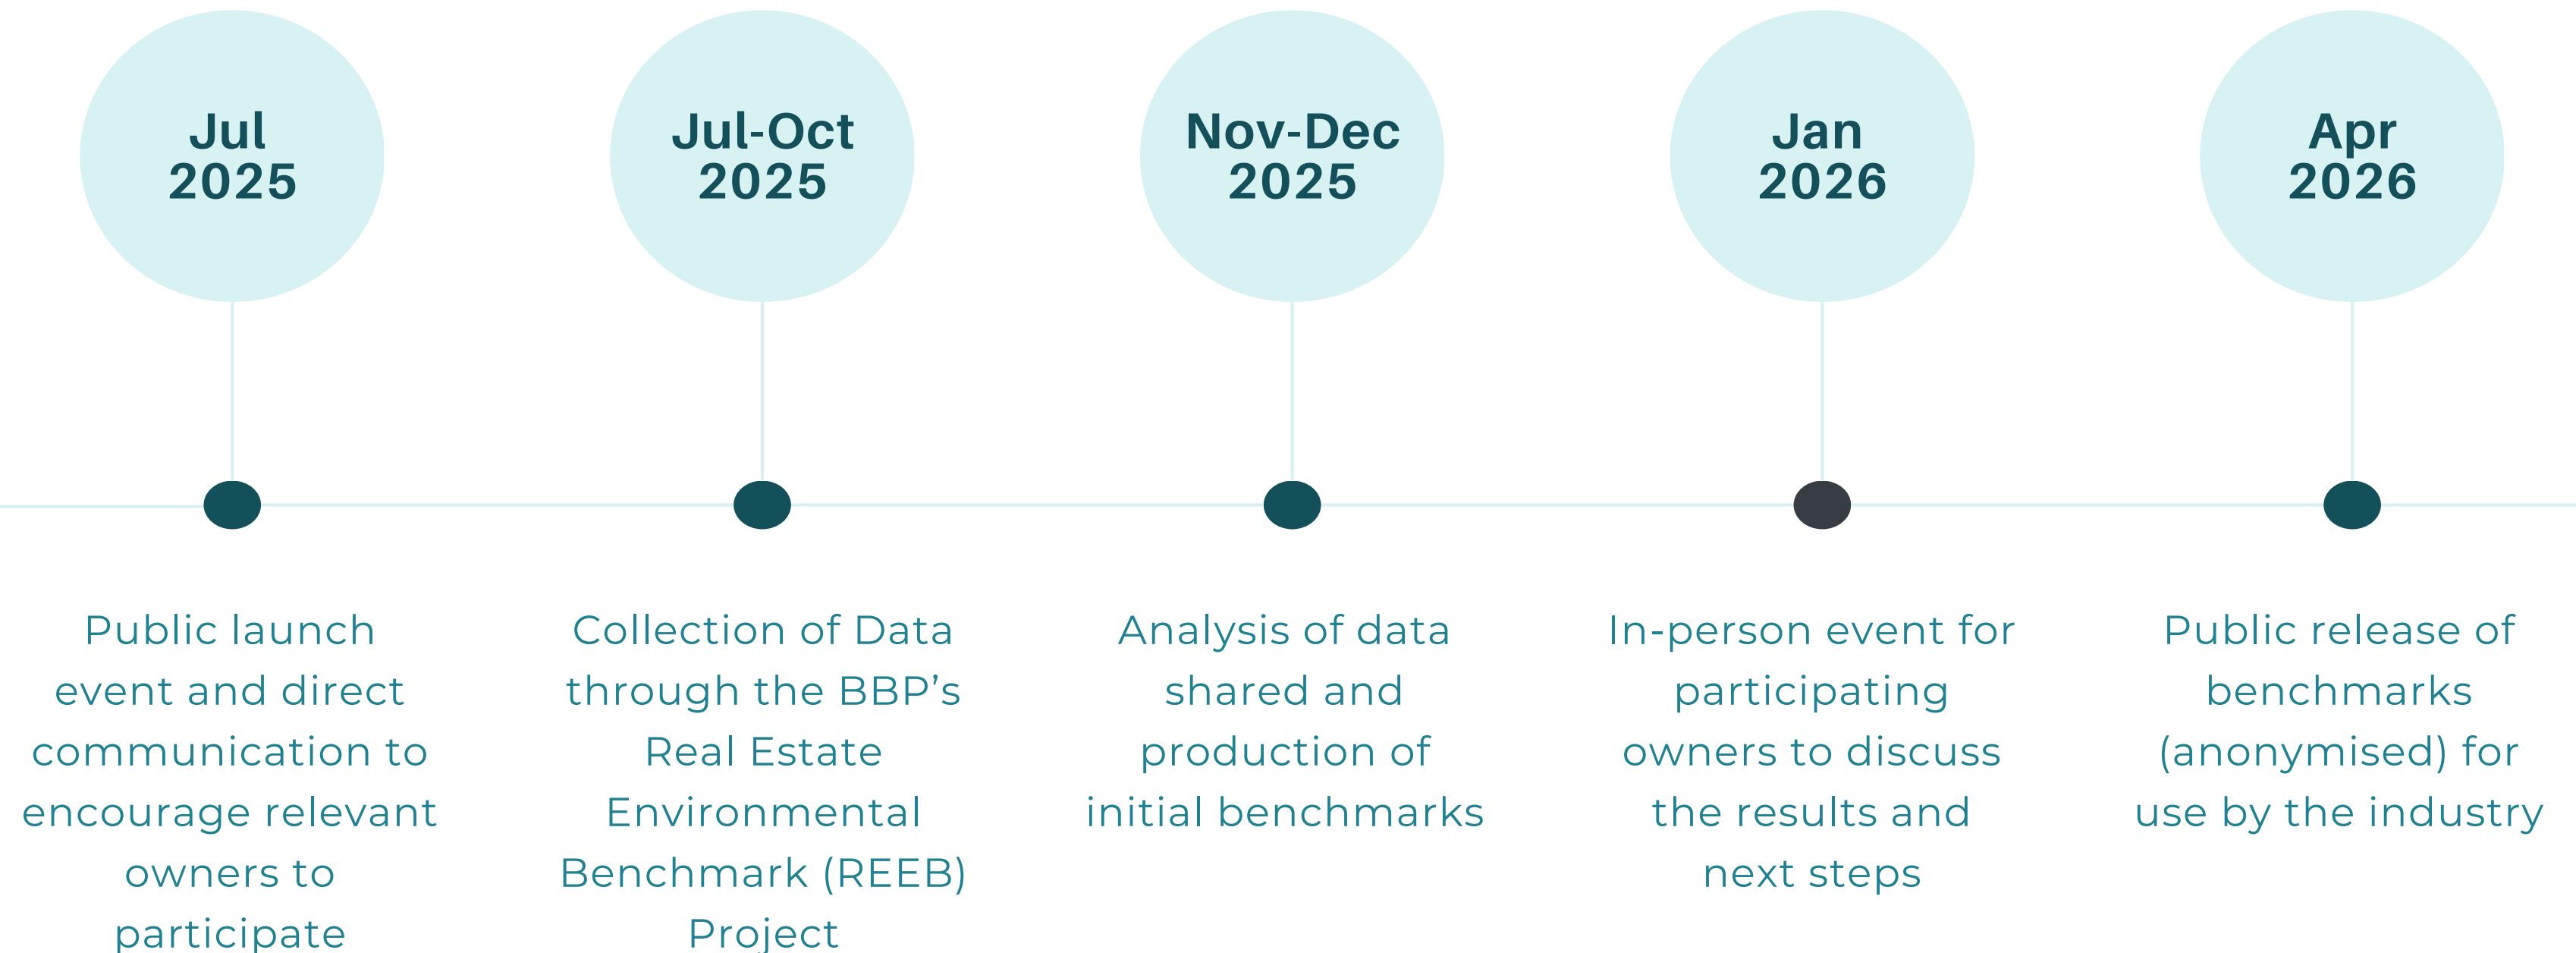 Jul
2025
Jul-Oct
2025
Nov-Dec
2025
Jan
2026
Apr
2026
Public launch
event and direct
communication to
encourage relevant
owners to
participate
Collection of Data
through the BBP’s
Real Estate
Environmental
Benchmark (REEB)
Project
Analysis of data
shared and
production of
initial benchmarks
In-person event for
participating
owners to discuss
the results and
next steps
Public release of
benchmarks
(anonymised) for
use by the industry